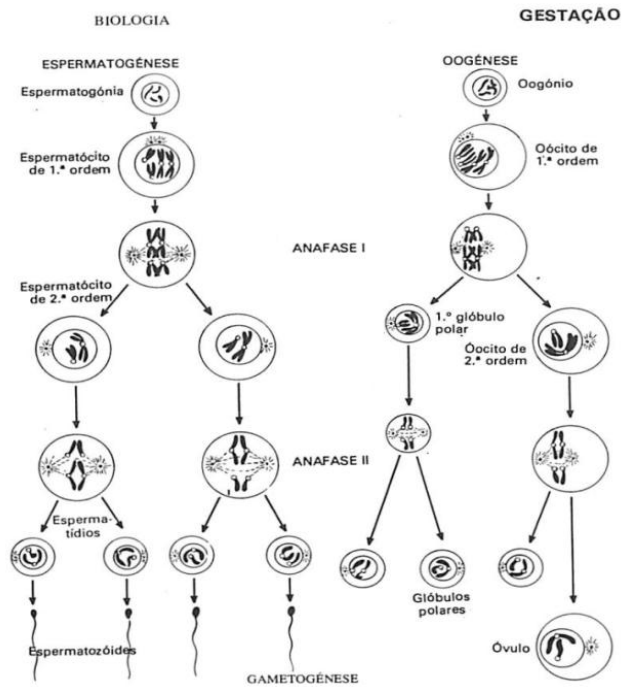 BIOLOGIA
GESTAÇÃO
ESPERMATOGÉNESE
Espermatogónia
Espermatócito
de 1.ª ordem
Espermatócito
de 2.ª ordem
Esperma-
tídios
Espermatozóides
OOGÉNESE
Oogónio
Oócito de
1.ª ordem
ANAFASE I
1.º glóbulo
polar
Óocito de
2.ª ordem
ANAFASE II
Glóbulos
polares
Óvulo
GAMETOGÉNESE